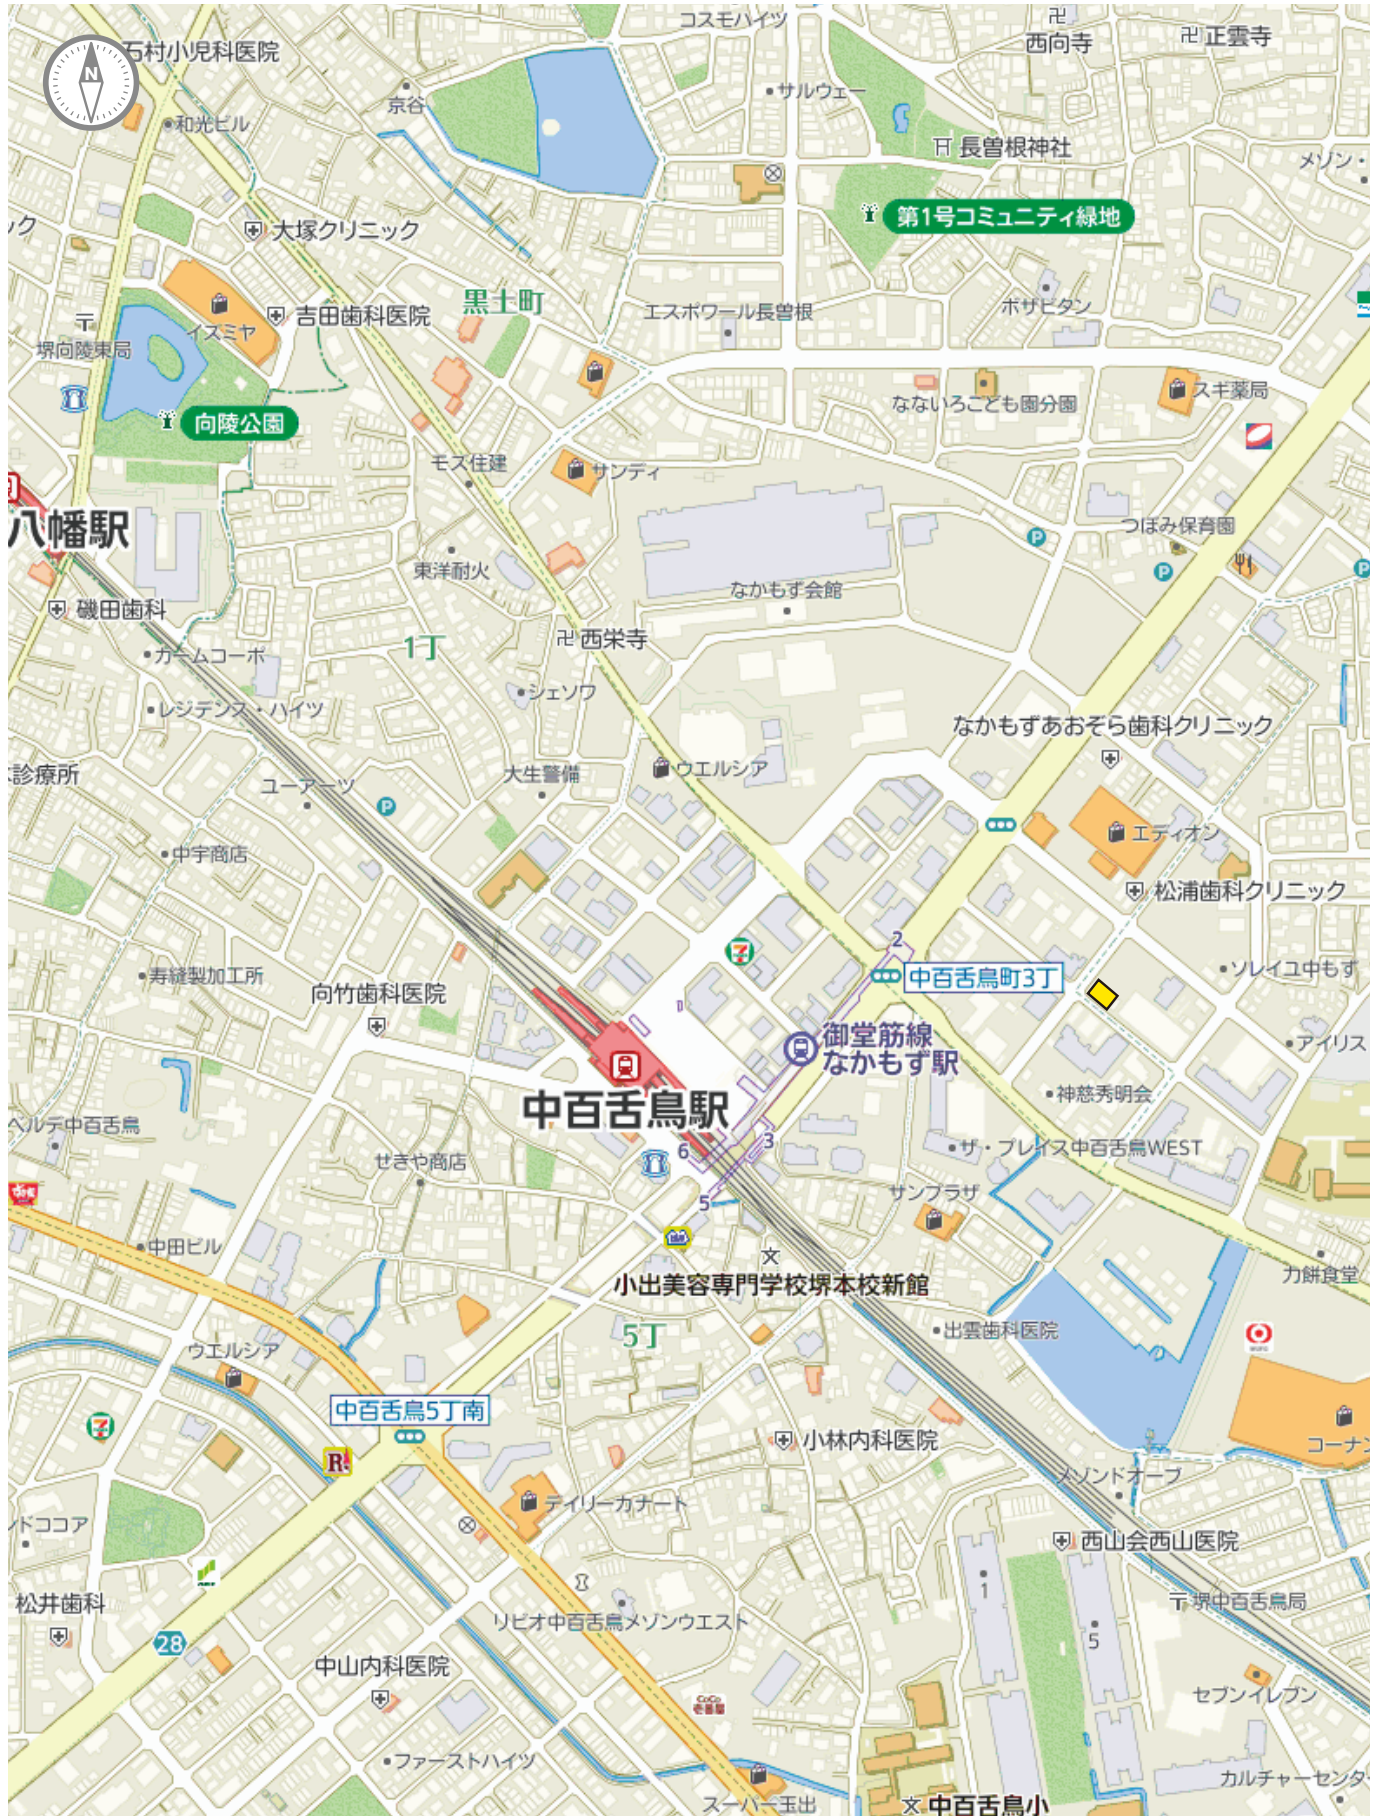 コスモハイツ
西向寺
正雲寺
石村小児科医院
N
サルウェー
京谷
和光ビル
長曽根神社
メゾン・
第1号コミュニティ緑地
ック
大塚クリニック
黒土町
エスポワール長曽根
ボザビタン
吉田歯科医院
イズミヤ
堺向陵東局
スギ薬局
なないろこども園分園
向陵公園
モズ住建
サンディ
八幡駅
つぼみ保育園
P
東洋耐火
P
P
なかもず会館
磯田歯科
西栄寺
1丁
カームコーポ
シェソワ
レジデンス・ハイツ
なかもずあおぞら歯科クリニック
診療所
大生警備
ウエルシア
ユーアーツ
P
エディオン
中宇商店
松浦歯科クリニック
2
7
ソレイユ中もず
寿縫製加工所
中百舌鳥町3丁
向竹歯科医院
1
御堂筋線
なかもず駅
アイリス
神慈秀明会
中百舌鳥駅
ベルデ中百舌鳥
3
6
ザ・プレイス中百舌鳥WEST
せきや商店
サンプラザ
5
中田ビル
小出美容専門学校堺本校新館
力餅食堂
5丁
出雲歯科医院
ウエルシア
中百舌鳥5丁南
7
小林内科医院
コーナン
R
メゾンドオーブ
デイリーカナート
ンドココア
西山会西山医院
1
松井歯科
堺中百舌鳥局
リビオ中百舌鳥メゾンウエスト
5
28
中山内科医院
セブンイレブン
CoCo
壱番屋
ファーストハイツ
カルチャーセンタ
スーパー玉出
中百舌鳥小